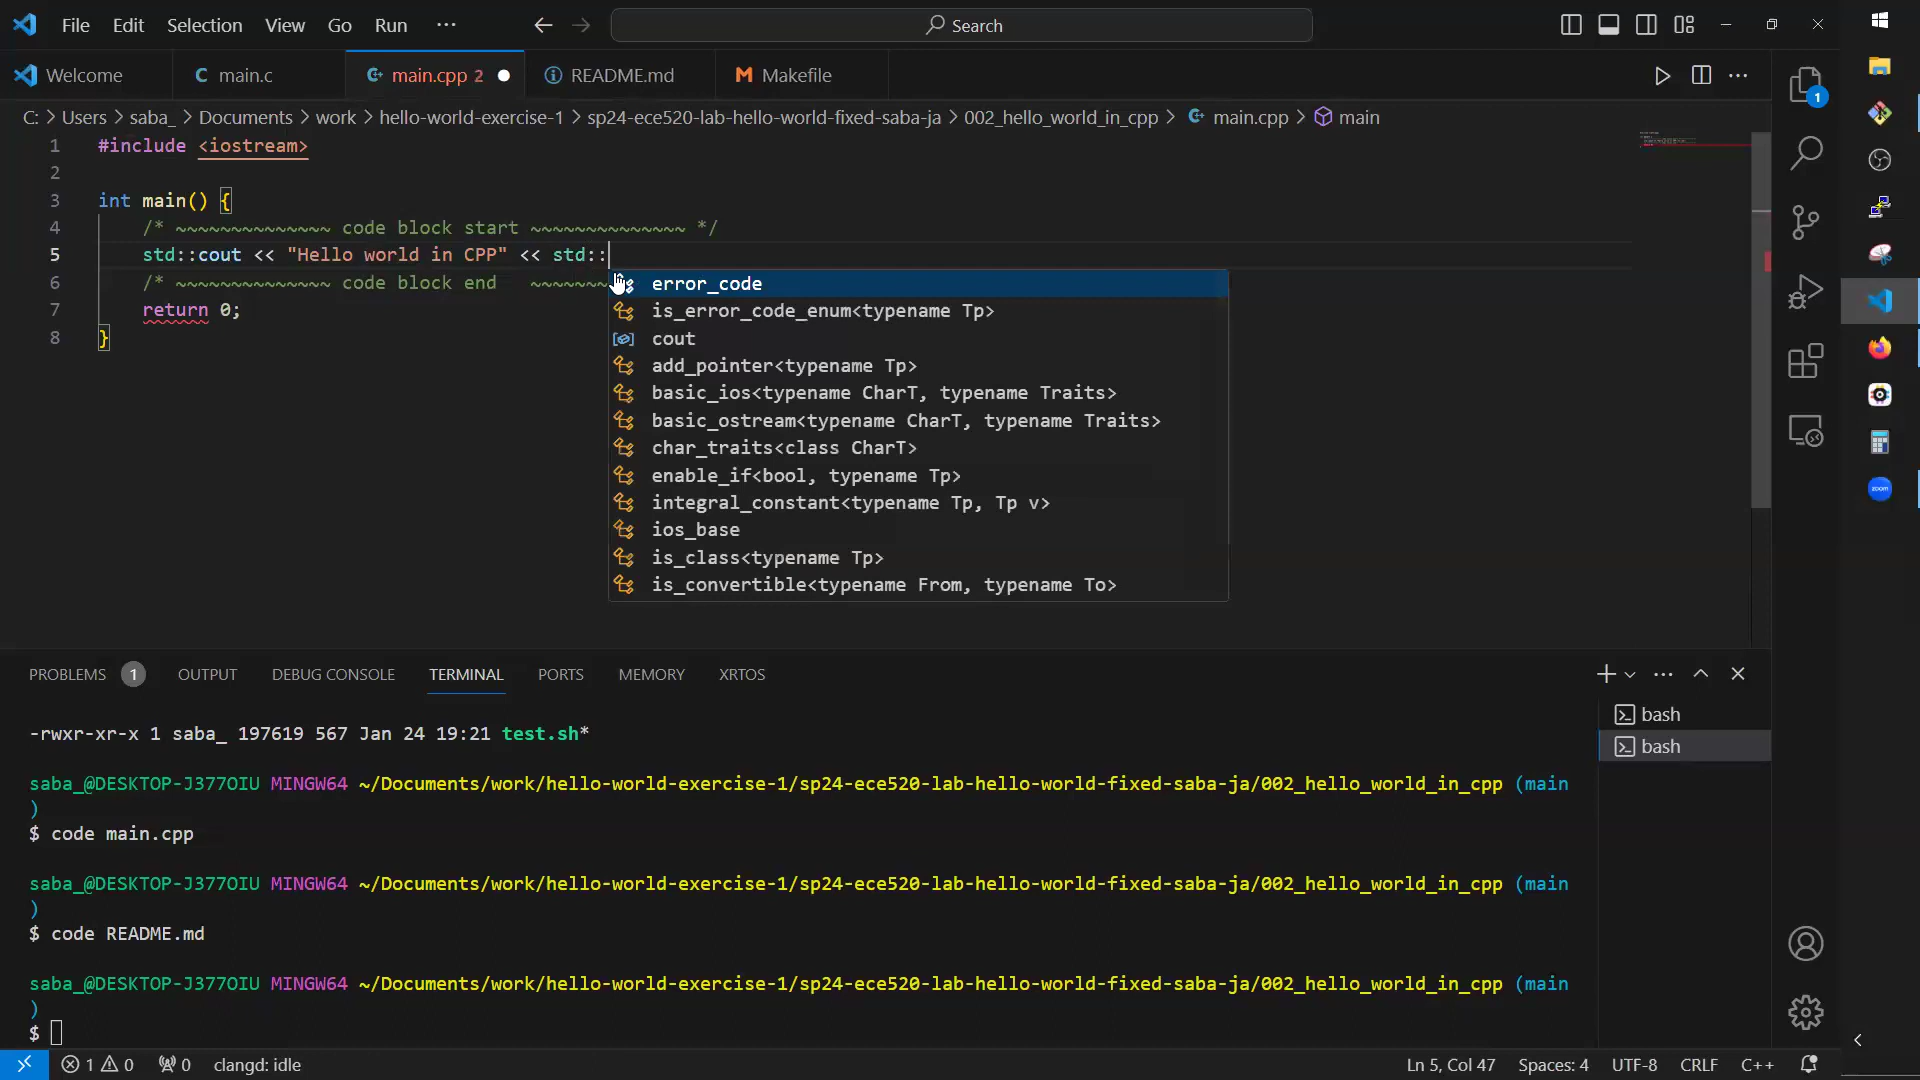 File Edit Selection View Go Run ··· Search
Welcome main.c main.cpp 2 README.md Makefile
C: > Users > saba_ > Documents > work > hello-world-exercise-1 > sp24-ece520-lab-hello-world-fixed-saba-ja > 002_hello_world_in_cpp > main.cpp > main
1 #include <iostream>
2
3 int main() {
4 /* ~~~~~~~~~~~~~~ code block start ~~~~~~~~~~~~~~ */
5 std::cout << "Hello world in CPP" << std::
6 /* ~~~~~~~~~~~~~~ code block end ~~~~~~~
7 return 0;
8 }
error_code
is_error_code_enum<typename Tp>
cout
add_pointer<typename Tp>
basic_ios<typename CharT, typename Traits>
basic_ostream<typename CharT, typename Traits>
char_traits<class CharT>
enable_if<bool, typename Tp>
integral_constant<typename Tp, Tp v>
ios_base
is_class<typename Tp>
is_convertible<typename From, typename To>
PROBLEMS 1 OUTPUT DEBUG CONSOLE TERMINAL PORTS MEMORY XRTOS
-rwxr-xr-x 1 saba_ 197619 567 Jan 24 19:21 test.sh*
saba_@DESKTOP-J377OIU MINGW64 ~/Documents/work/hello-world-exercise-1/sp24-ece520-lab-hello-world-fixed-saba-ja/002_hello_world_in_cpp (main
)
$ code main.cpp
saba_@DESKTOP-J377OIU MINGW64 ~/Documents/work/hello-world-exercise-1/sp24-ece520-lab-hello-world-fixed-saba-ja/002_hello_world_in_cpp (main
)
$ code README.md
saba_@DESKTOP-J377OIU MINGW64 ~/Documents/work/hello-world-exercise-1/sp24-ece520-lab-hello-world-fixed-saba-ja/002_hello_world_in_cpp (main
)
$
bash
bash
1
zoom
1 0 0 clangd: idle Ln 5, Col 47 Spaces: 4 UTF-8 CRLF C++